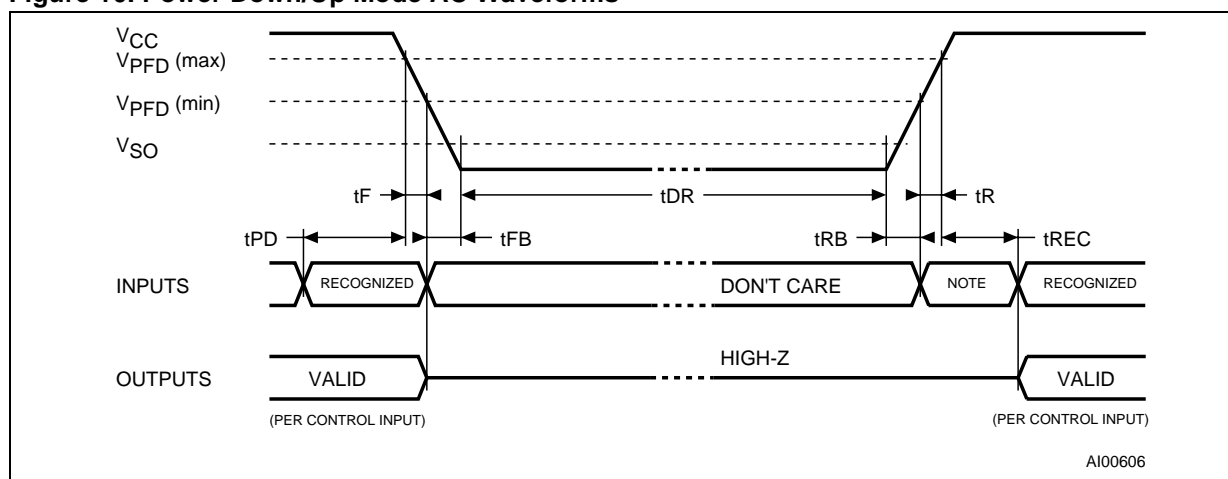 Figure 10. Power Down/Up Mode AC Waveforms
VCC
VPFD (max)
VPFD (min)
VSO
tF
tDR
tR
tPD
tFB
tRB
tREC
INPUTS
RECOGNIZED
DON'T CARE
NOTE
RECOGNIZED
OUTPUTS
VALID
HIGH-Z
VALID
(PER CONTROL INPUT)
(PER CONTROL INPUT)
AI00606